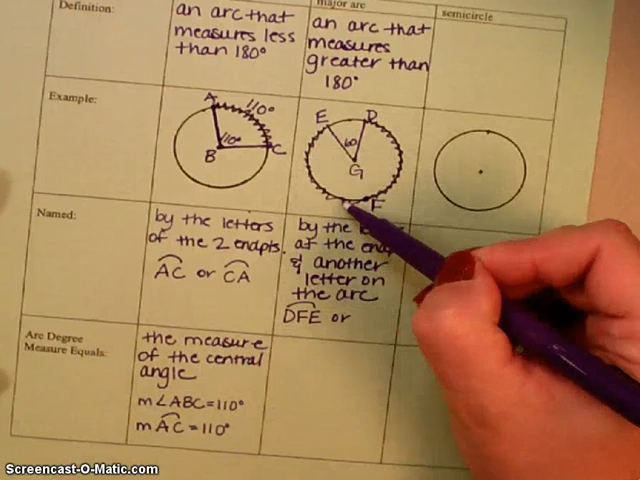 Definition:
an arc that
measures less
than 180°
major arc
an arc that
measures
greater than
180°
semicircle
Example:
A
110°
110°
B
C
E
D
60
G
F
Named:
by the letters
of the 2 endpts.
AC or CA
by the
at the
& another
letter on
the arc
DFE or
Arc Degree
Measure Equals:
the measure
of the central
angle
m∠ABC=110°
mAC=110°
Screencast-O-Matic.com